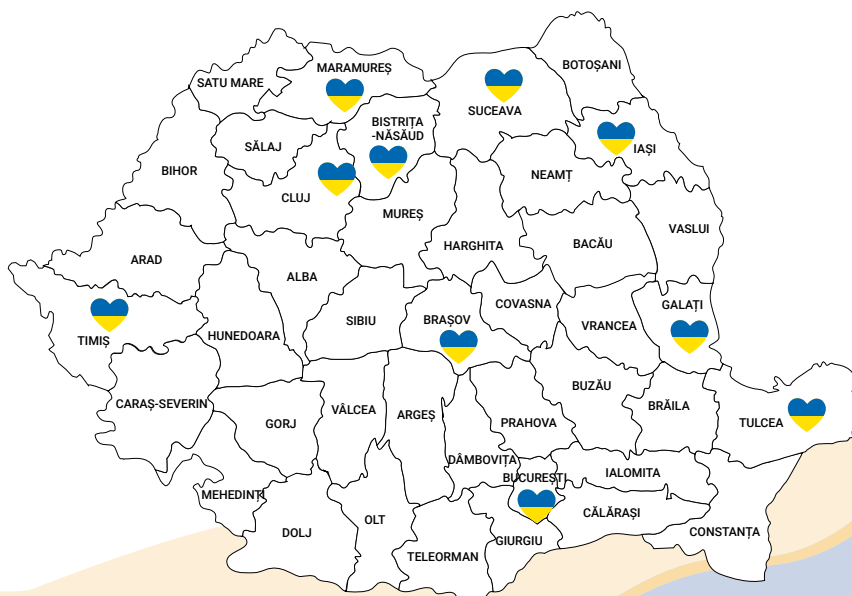 BOTOȘANI
MARAMUREȘ
SATU MARE
SUCEAVA
BISTRIȚA
-NĂSĂUD
SĂLAJ
IAȘI
BIHOR
NEAMȚ
CLUJ
MUREȘ
VASLUI
HARGHITA
BACĂU
ARAD
ALBA
COVASNA
GALAȚI
SIBIU
BRAȘOV
VRANCEA
HUNEDOARA
TIMIȘ
BUZĂU
CARAȘ-SEVERIN
VÂLCEA
BRĂILA
ARGEȘ
GORJ
PRAHOVA
TULCEA
DÂMBOVIȚA
IALOMITA
BUCUREȘTI
MEHEDINȚI
CĂLĂRAȘI
OLT
DOLJ
CONSTANȚA
GIURGIU
TELEORMAN